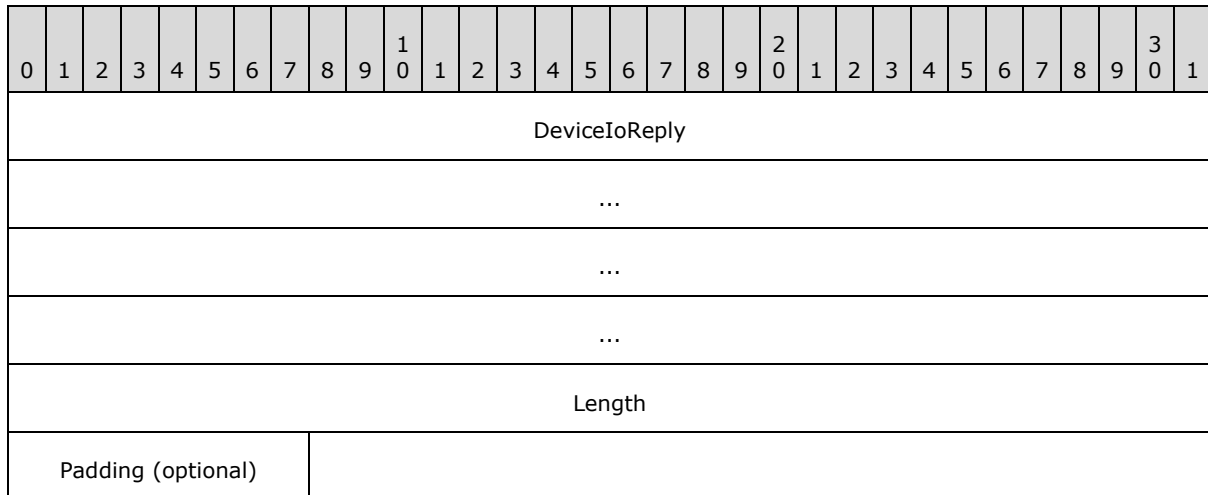 1 2 3
0 1 2 3 4 5 6 7 8 9 0 1 2 3 4 5 6 7 8 9 0 1 2 3 4 5 6 7 8 9 0 1
DeviceIoReply
...
...
...
Length
Padding (optional)